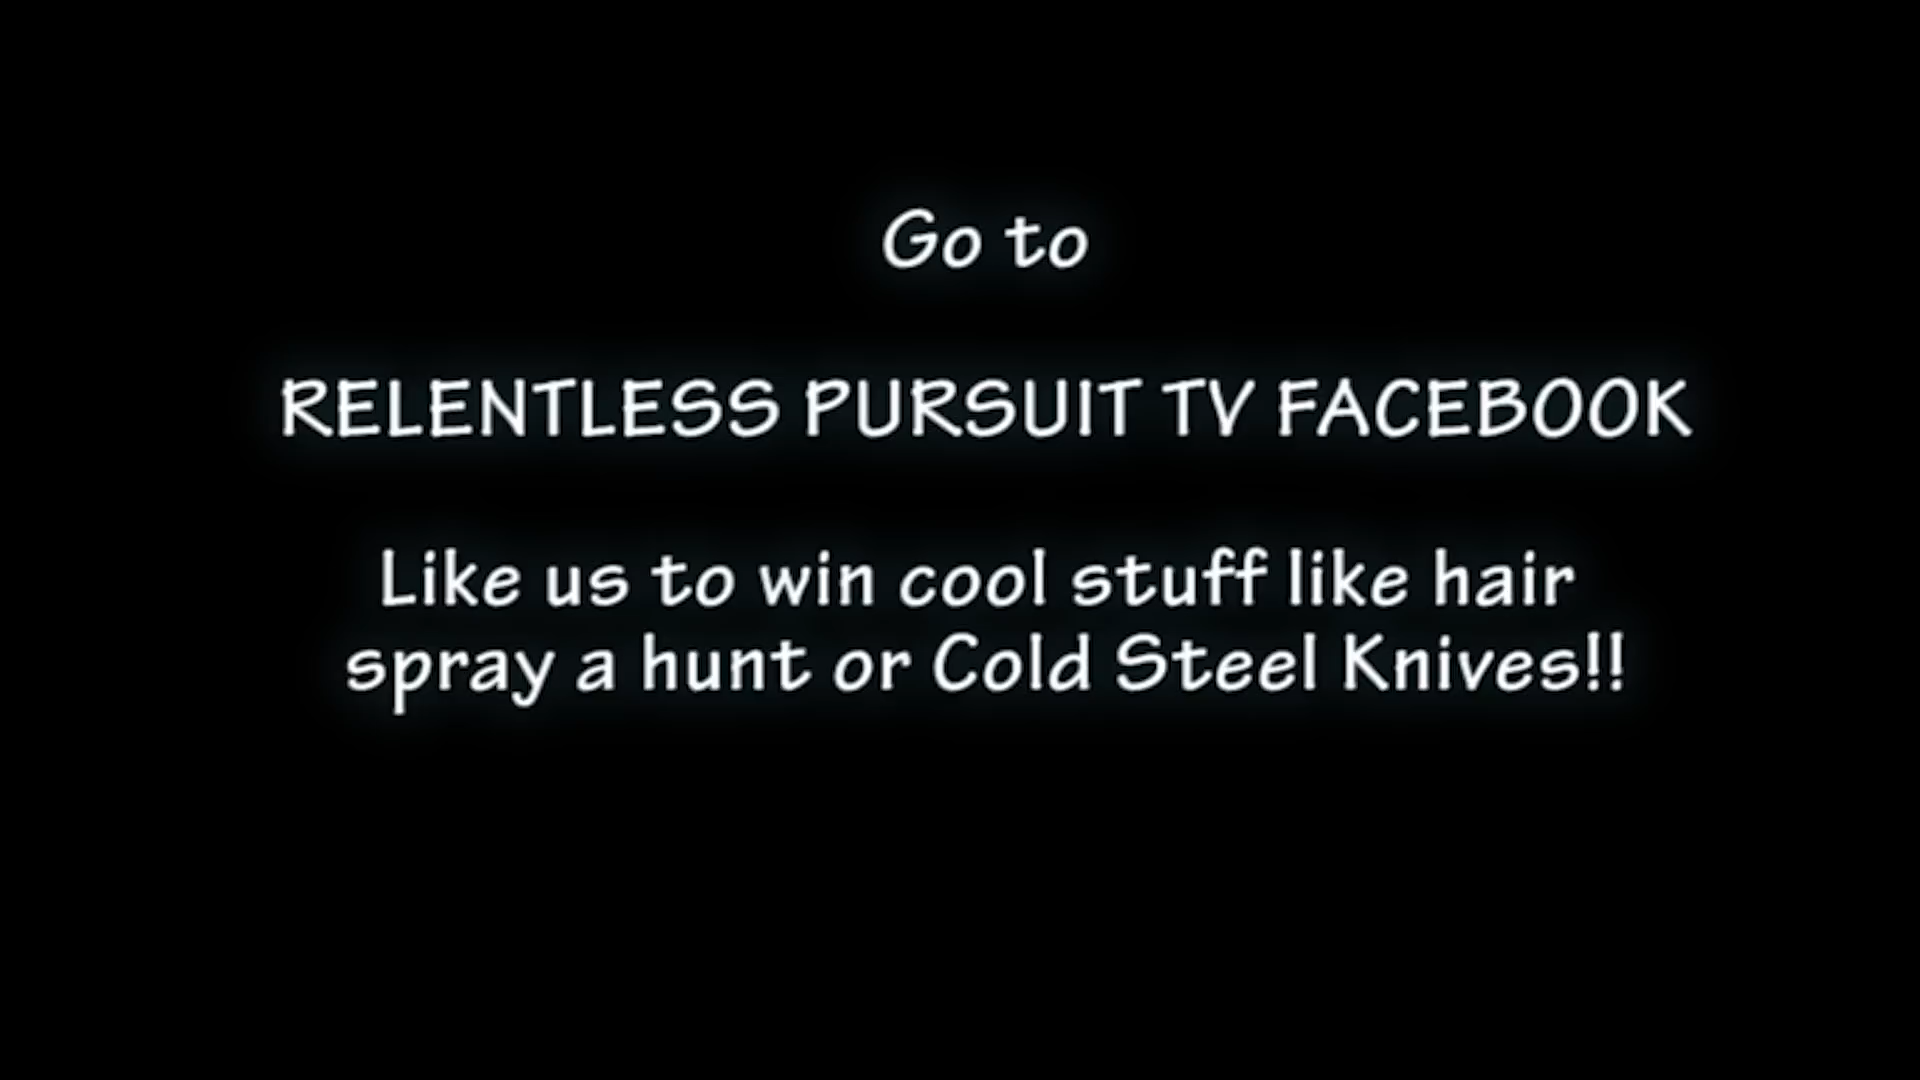 Go to
RELENTLESS PURSUIT TV FACEBOOK
Like us to win cool stuff like hair
spray a hunt or Cold Steel Knives!!